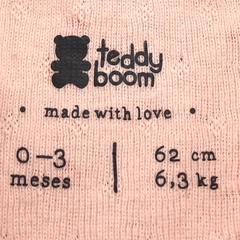 teddy
boom
• made with love •
0-3 62 cm
meses 6,3 kg